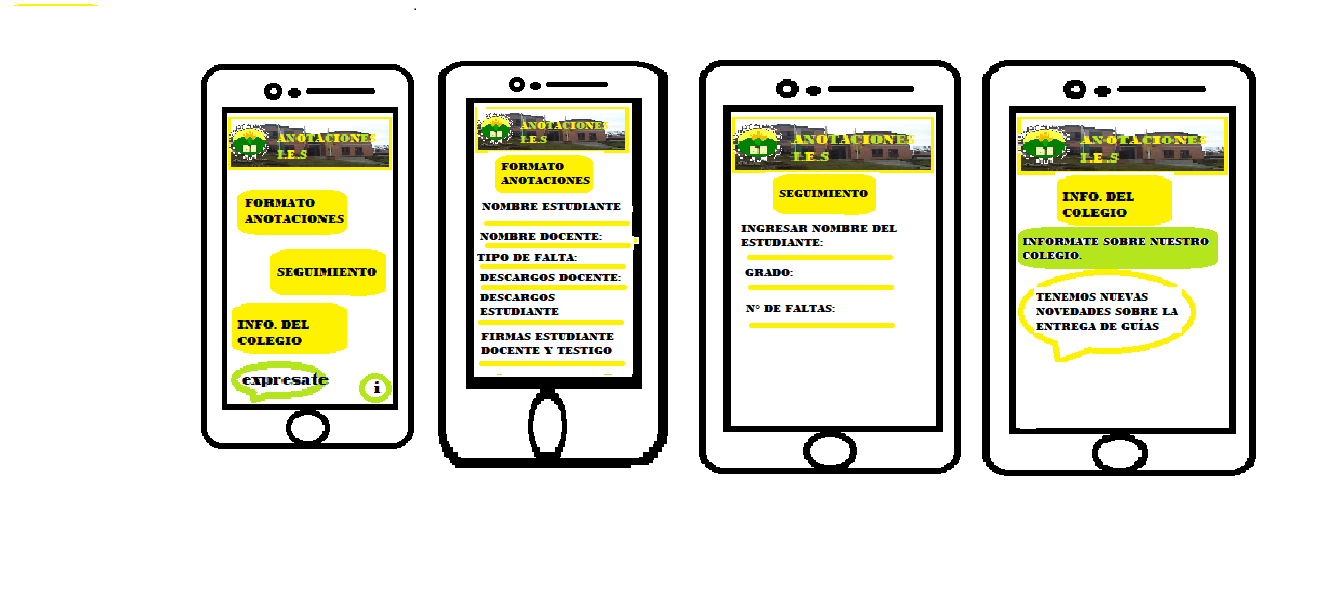 ANOTACIONES
I.E.S
FORMATO
ANOTACIONES
SEGUIMIENTO
INFO. DEL
COLEGIO
expresate
i
ANOTACIONES
I.E.S
FORMATO
ANOTACIONES
NOMBRE ESTUDIANTE
NOMBRE DOCENTE:
TIPO DE FALTA:
DESCARGOS DOCENTE:
DESCARGOS
ESTUDIANTE
FIRMAS ESTUDIANTE
DOCENTE Y TESTIGO
ANOTACIONES
I.E.S
SEGUIMIENTO
INGRESAR NOMBRE DEL
ESTUDIANTE:
GRADO:
N° DE FALTAS:
ANOTACIONES
I.E.S
INFO. DEL
COLEGIO
INFORMATE SOBRE NUESTRO
COLEGIO.
TENEMOS NUEVAS
NOVEDADES SOBRE LA
ENTREGA DE GUÍAS